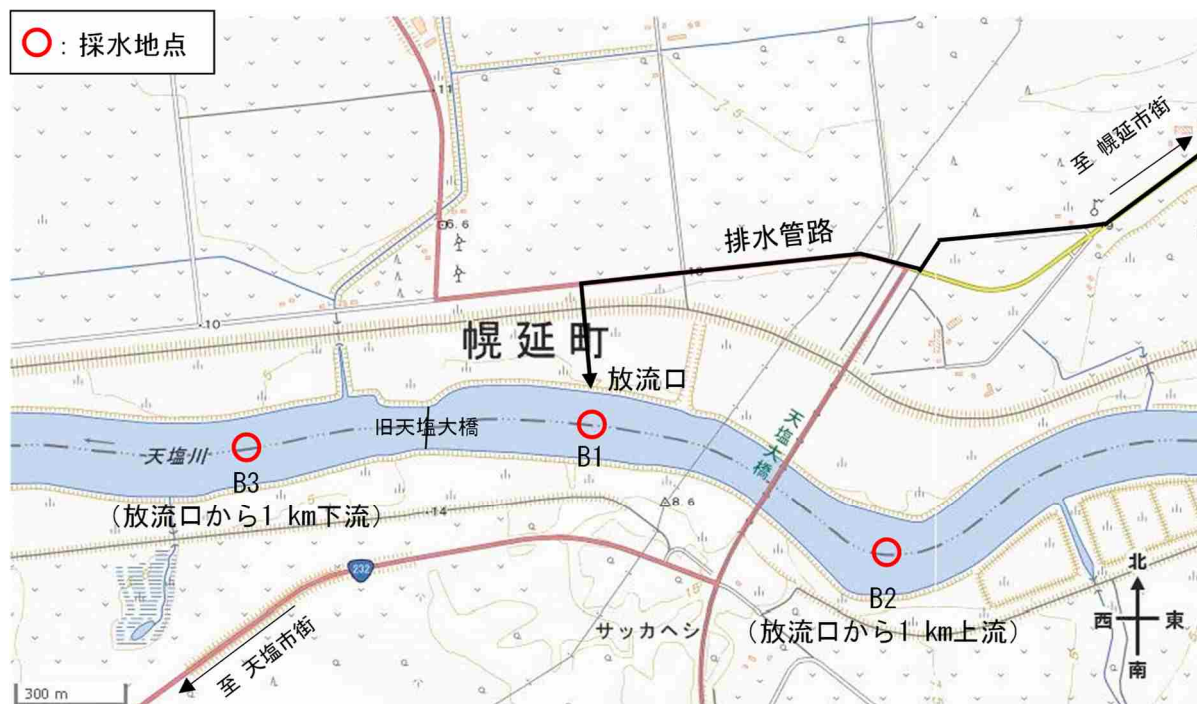 ：採水地点
11
7.5
至 幌延市街
9
6.6
排水管路
10
10
幌延町
放流口
天塩大橋
旧天塩大橋
天塩川
B1
B3
（放流口から1 km下流）
8.6
14
B2
（放流口から1 km上流）
232
サッカヘシ
至 天塩市街
北
西
東
南
300 m